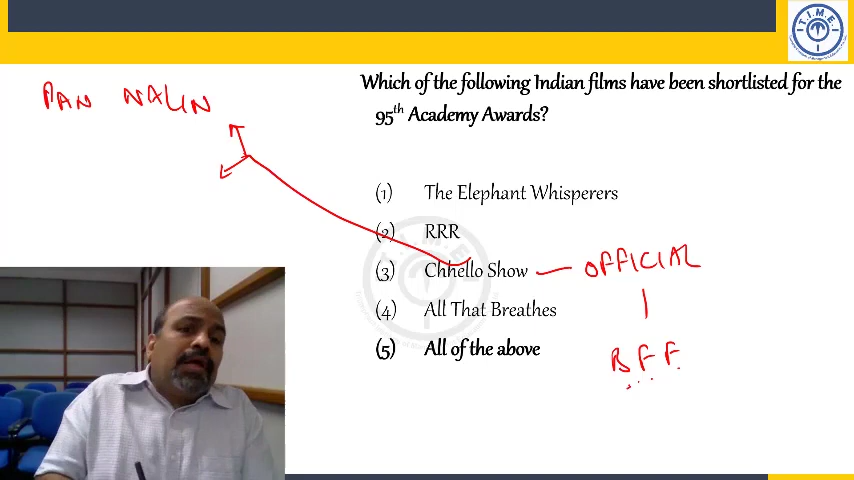 T.I.M.E.
PAN NALIN
Which of the following Indian films have been shortlisted for the
95th Academy Awards?
(1) The Elephant Whisperers
(2) RRR
(3) Chhello Show — OFFICIAL
(4) All That Breathes
(5) All of the above
BFF